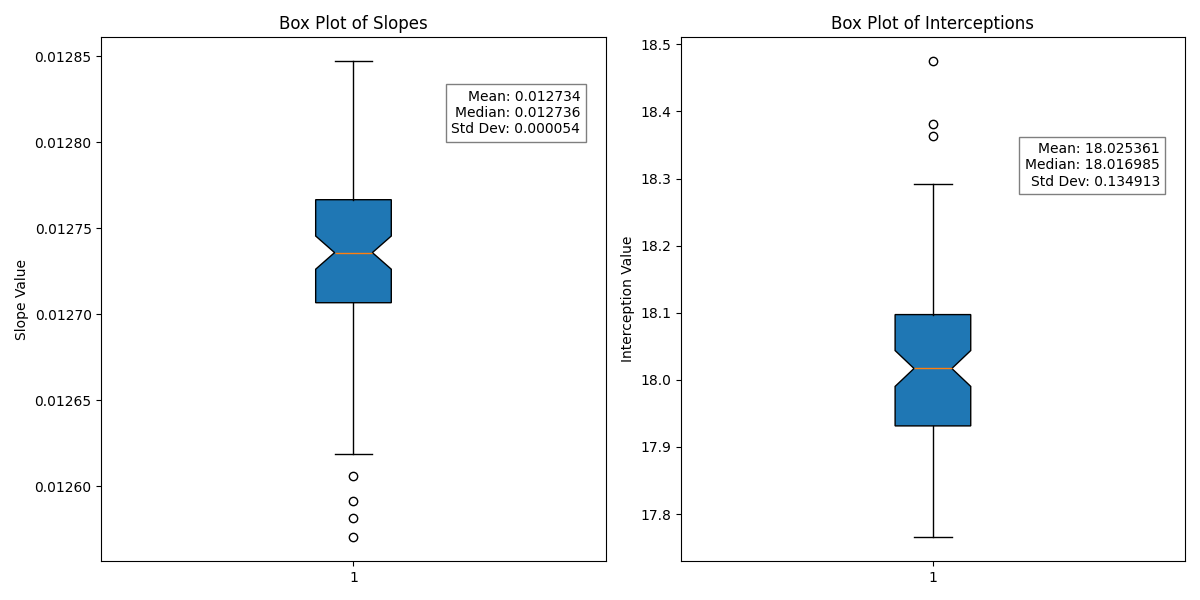 Box Plot of Slopes
Slope Value
0.01285
0.01280
0.01275
0.01270
0.01265
0.01260
Mean: 0.012734
Median: 0.012736
Std Dev: 0.000054
1
Box Plot of Interceptions
Interception Value
18.5
18.4
18.3
18.2
18.1
18.0
17.9
17.8
Mean: 18.025361
Median: 18.016985
Std Dev: 0.134913
1